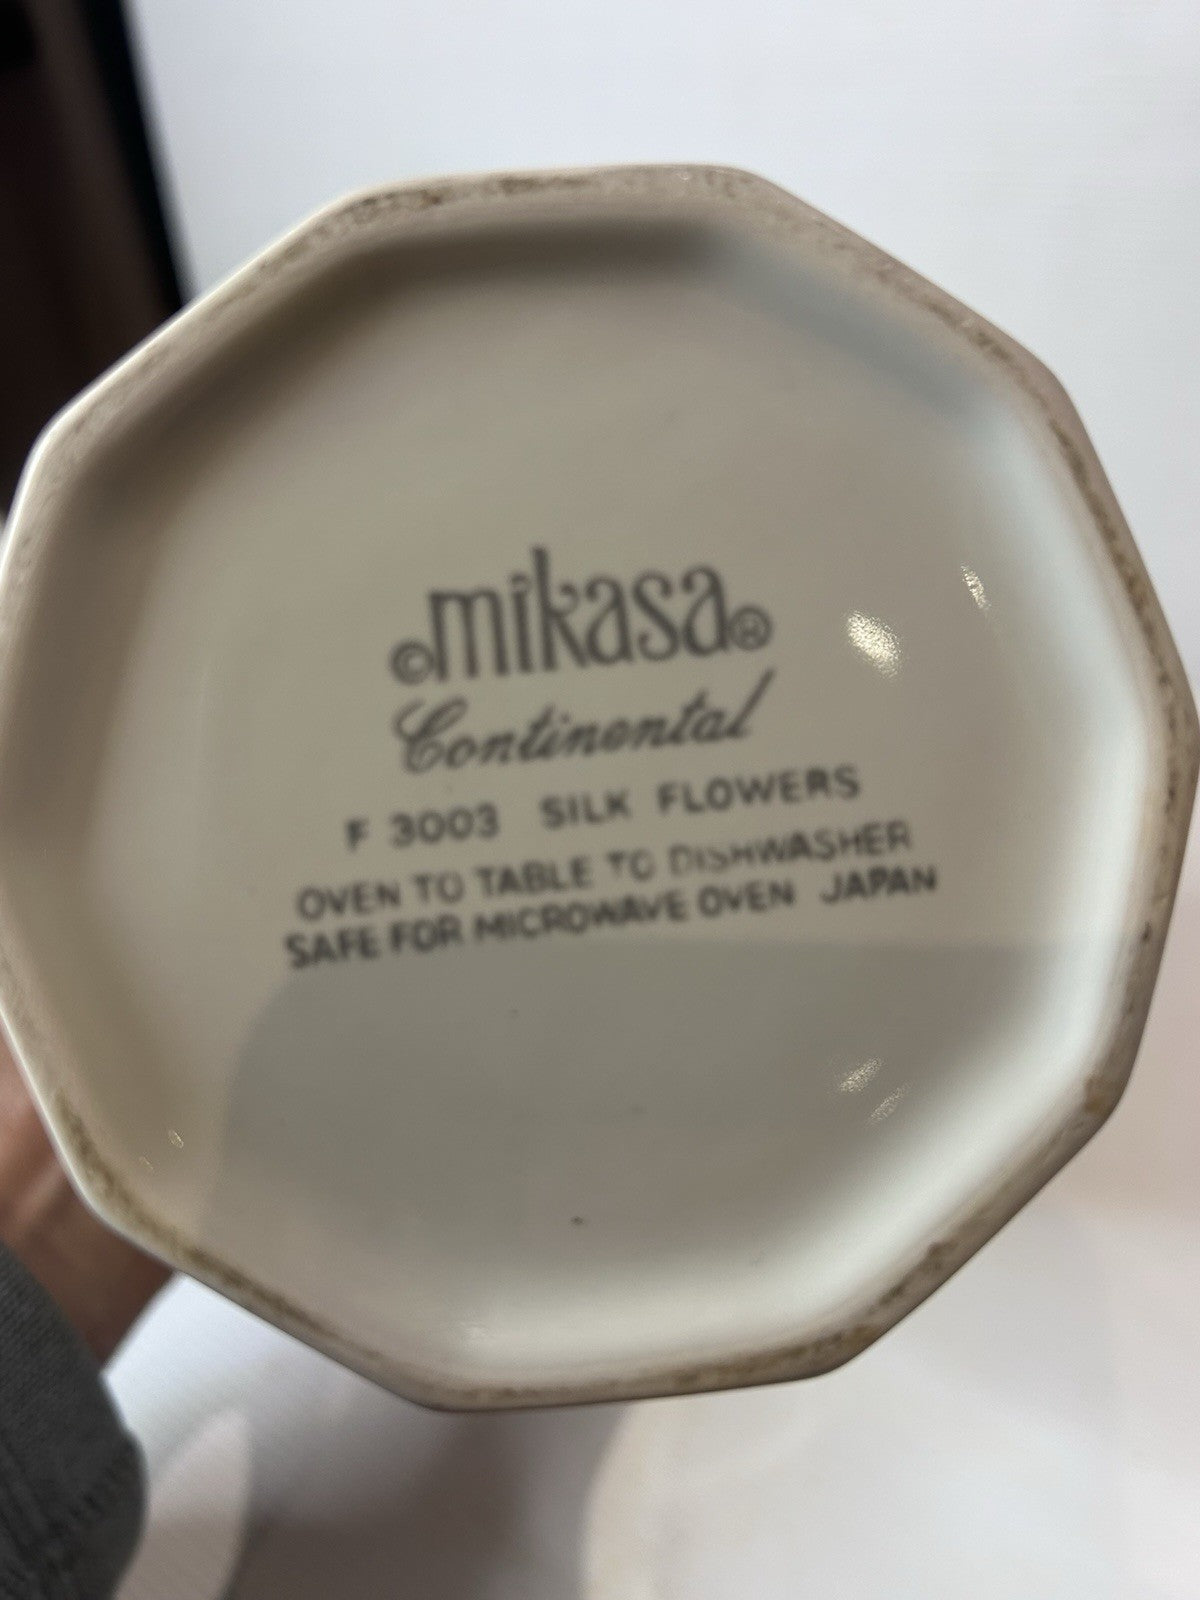 ©mikasa®
Continental
F 3003 SILK FLOWERS
OVEN TO TABLE TO DISHWASHER
SAFE FOR MICROWAVE OVEN JAPAN